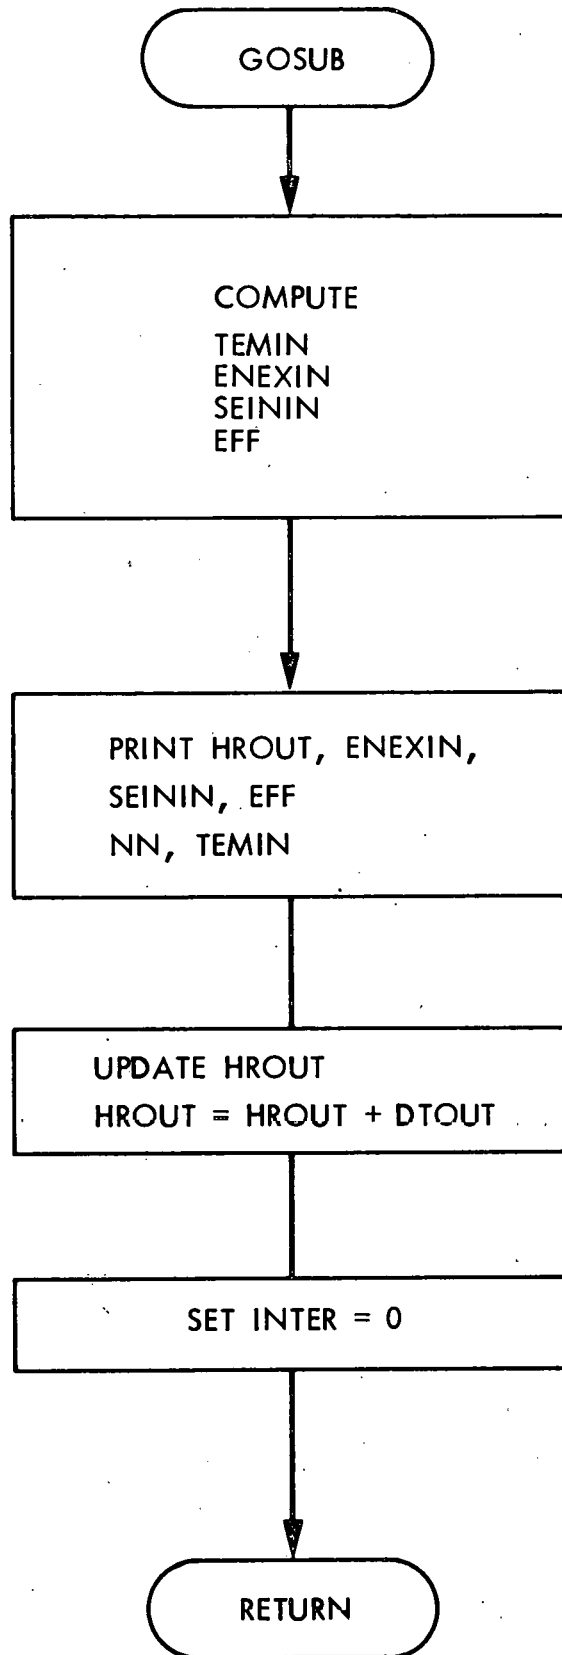 GOSUB
COMPUTE
TEMIN
ENEXIN
SEININ
EFF
PRINT HROUT, ENEXIN,
SEININ, EFF
NN, TEMIN
UPDATE HROUT
HROUT = HROUT + DTOUT
SET INTER = 0
RETURN